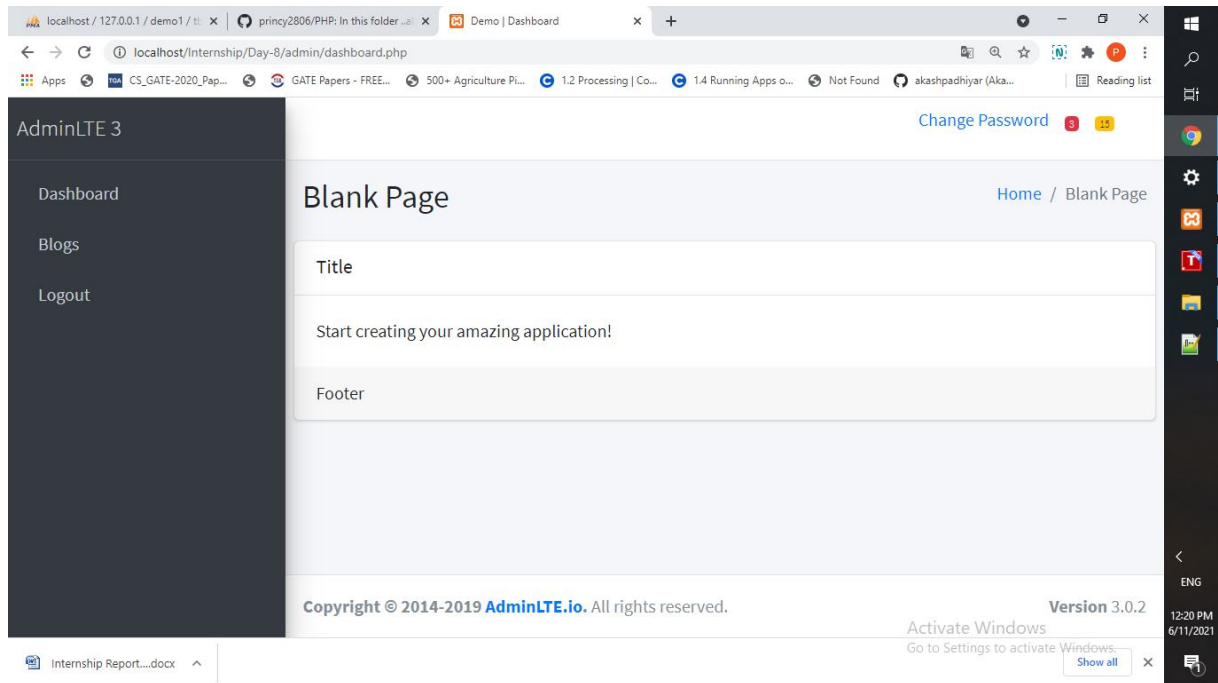 localhost / 127.0.0.1 / demo1 / tb
princy2806/PHP: In this folder ..al
Demo | Dashboard
localhost/Internship/Day-8/admin/dashboard.php
Apps
CS_GATE-2020_Pap...
GATE Papers - FREE...
500+ Agriculture Pi...
1.2 Processing | Co...
1.4 Running Apps o...
Not Found
akashpadhiyar (Aka...
Reading list
AdminLTE 3
Change Password 3 15
Dashboard
Blogs
Logout
Blank Page
Home / Blank Page
Title
Start creating your amazing application!
Footer
Copyright © 2014-2019 AdminLTE.io. All rights reserved.
Version 3.0.2
Activate Windows
Go to Settings to activate Windows.
Internship Report....docx
Show all
ENG
12:20 PM
6/11/2021